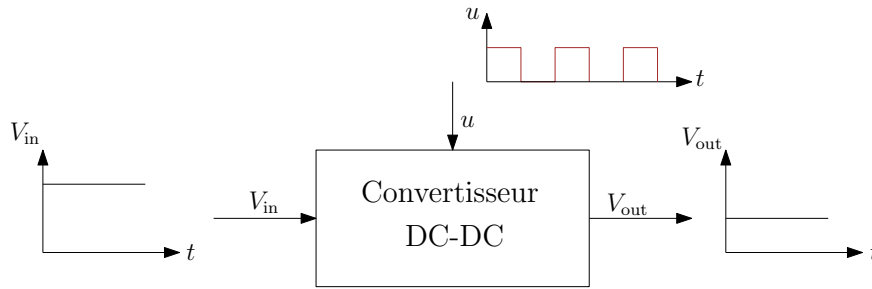 u
t
u
V_in
t
V_in
Convertisseur
DC-DC
V_out
V_out
t